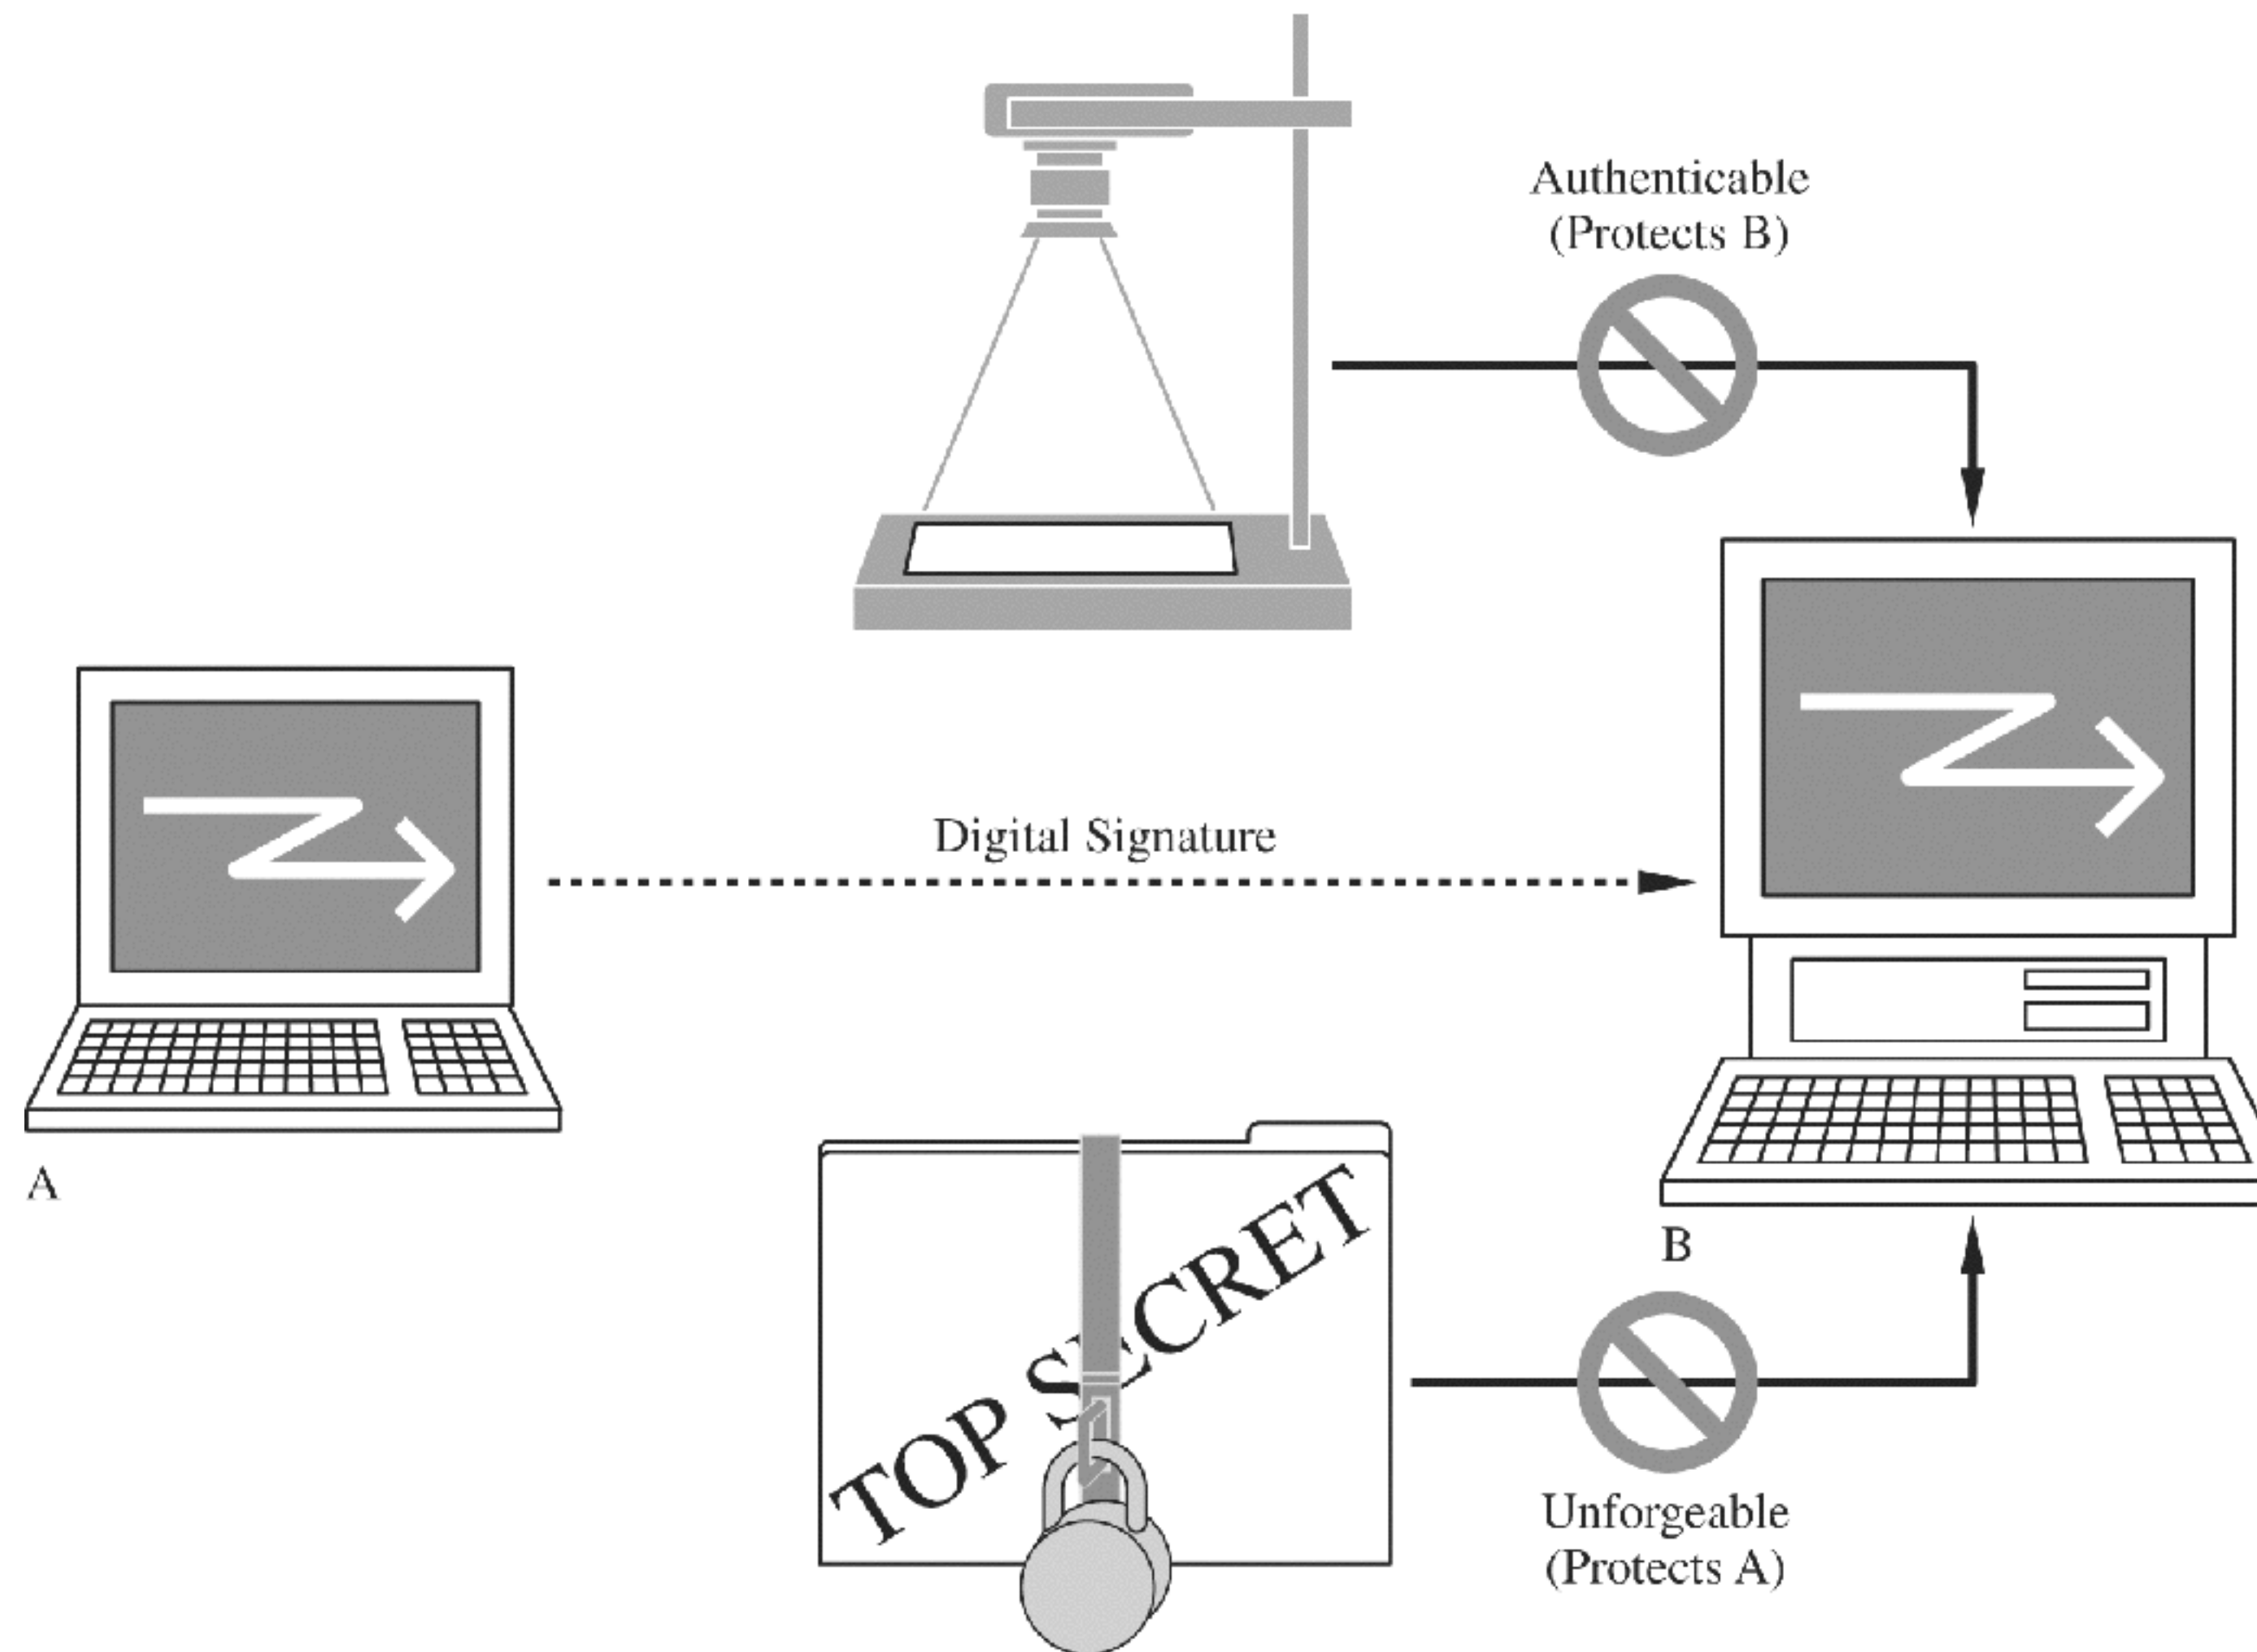 Authenticable
(Protects B)
Digital Signature
A
TOP SECRET
B
Unforgeable
(Protects A)